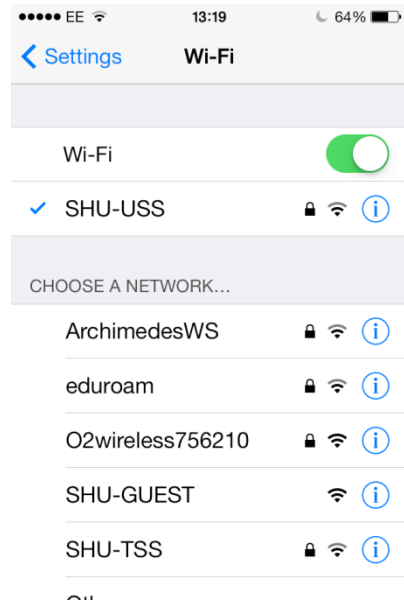 EE 13:19 64%
Settings Wi-Fi
Wi-Fi
SHU-USS
CHOOSE A NETWORK...
ArchimedesWS
eduroam
O2wireless756210
SHU-GUEST
SHU-TSS